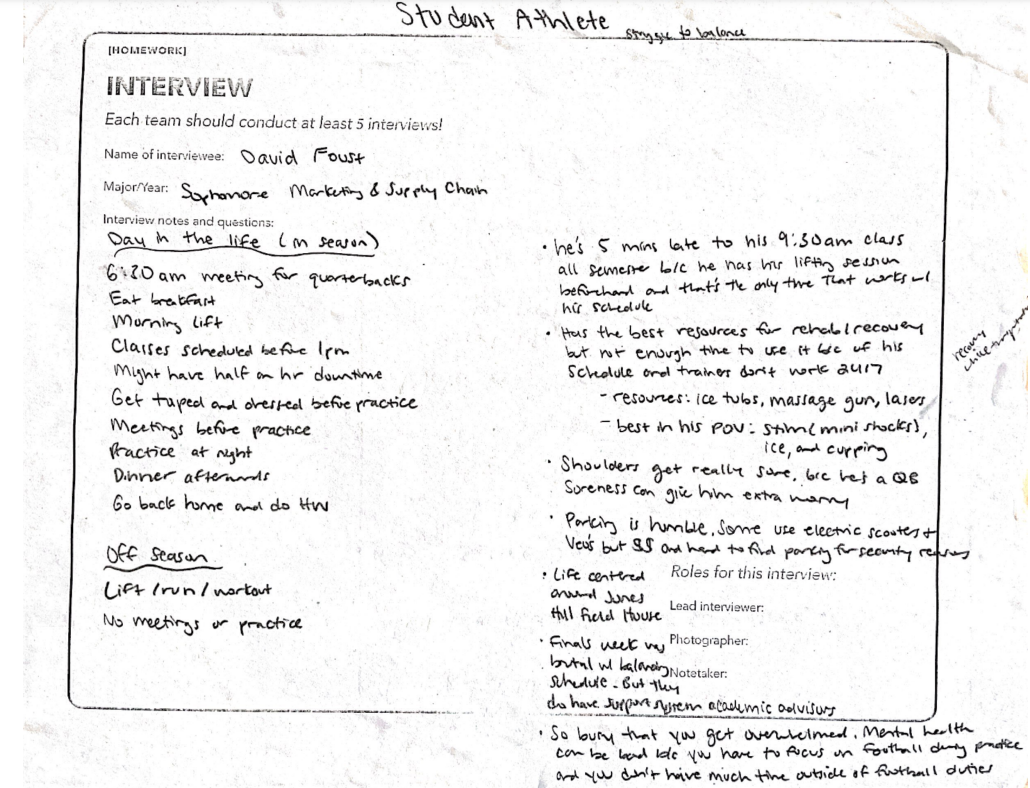 Student Athlete
struggle to balance
[HOMEWORK]
INTERVIEW
Each team should conduct at least 5 interviews!
Name of interviewee: David Foust
Major/Year: Sophomore Marketing & Supply Chain
Interview notes and questions:
Day in the life (in season)
6:20 am meeting for quarterbacks
Eat breakfast
Morning lift
Classes scheduled before 1pm
Might have half an hr downtime
Get taped and dressed before practice
Meetings before practice
Practice at night
Dinner afterwards
Go back home and do HW
Off season
Lift/run/workout
No meetings or practice
• he's 5 mins late to his 9:30am class
all semester b/c he has his lifting session
beforehand and that's the only time that works w/
his schedule
• Has the best resources for rehab/recovery
but not enough time to use it b/c of his
schedule and trainers don't work 24/7
- resources: ice tubs, massage gun, lasers
- best in his POV: stim (mini shocks),
ice, and cupping
• Shoulders get really sore, b/c he's a QB
Soreness can give him extra worry
• Parking is humble, some use electric scooters +
Veo's but $$ and hard to find parking for security reasons
• Life centered
around Jones
Hill Field House
• Finals week was
brutal w/ balancing
schedule. But they
do have support system academic advisors
Roles for this interview:
Lead interviewer:
Photographer:
Notetaker:
• So busy that you get overwhelmed. Mental health
can be bad b/c you have to focus on football during practice
and you don't have much time outside of football duties
recovery
while